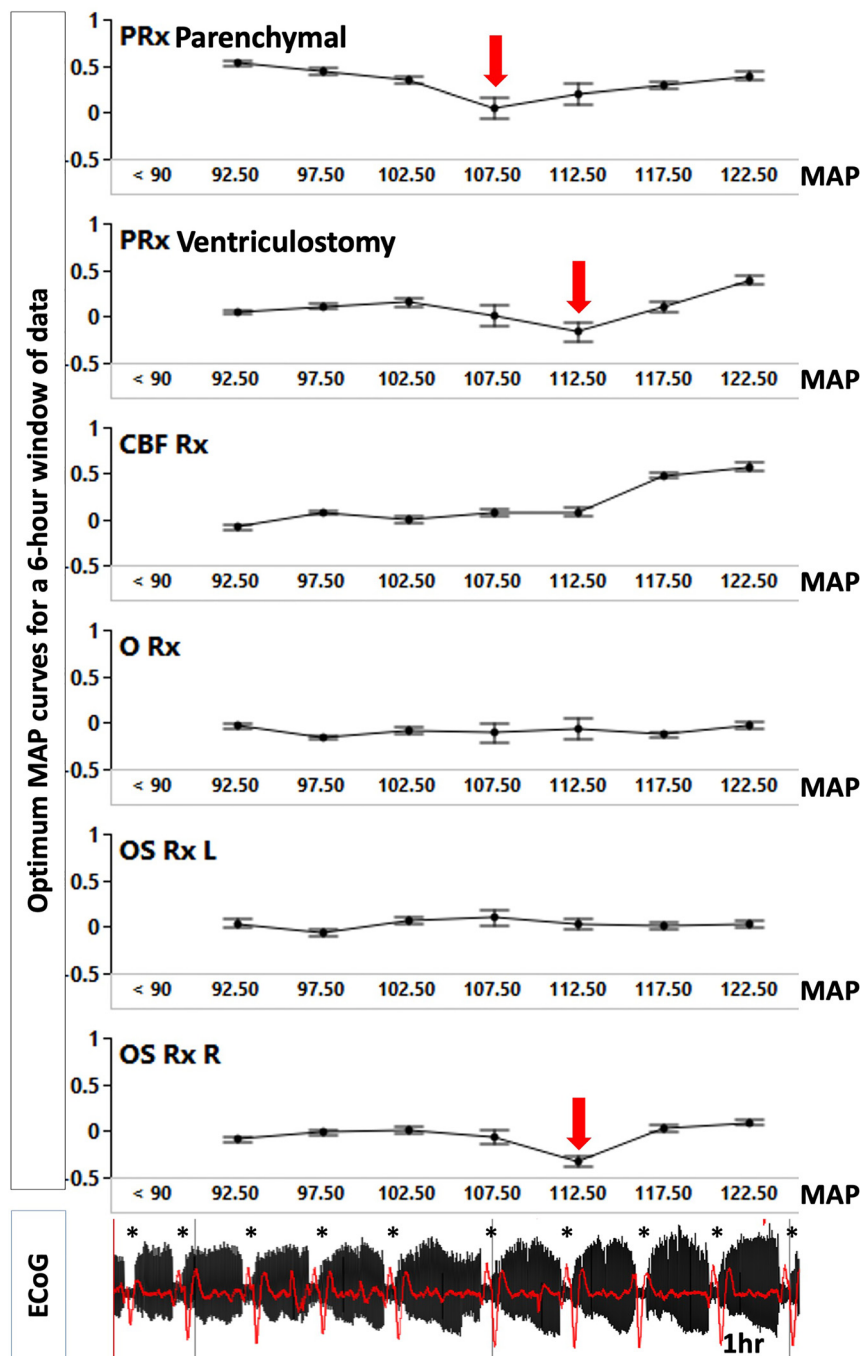 Optimum MAP curves for a 6-hour window of data
PRx Parenchymal
1
0.5
0
-0.5
< 90 92.50 97.50 102.50 107.50 112.50 117.50 122.50 MAP
PRx Ventriculostomy
1
0.5
0
-0.5
< 90 92.50 97.50 102.50 107.50 112.50 117.50 122.50 MAP
CBF Rx
1
0.5
0
-0.5
< 90 92.50 97.50 102.50 107.50 112.50 117.50 122.50 MAP
O Rx
1
0.5
0
-0.5
< 90 92.50 97.50 102.50 107.50 112.50 117.50 122.50 MAP
OS Rx L
1
0.5
0
-0.5
< 90 92.50 97.50 102.50 107.50 112.50 117.50 122.50 MAP
OS Rx R
1
0.5
0
-0.5
< 90 92.50 97.50 102.50 107.50 112.50 117.50 122.50 MAP
ECoG
* * * * * * * * * *
1hr